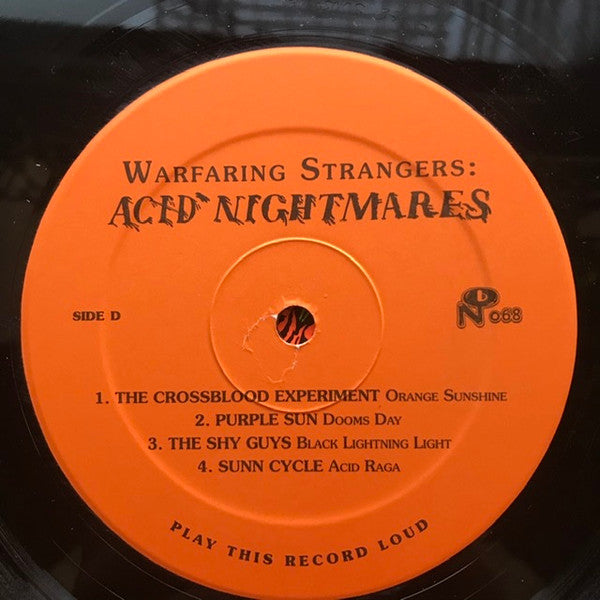 WARFARING STRANGERS:
ACID NIGHTMARES
SIDE D
N 068
1. THE CROSSBLOOD EXPERIMENT ORANGE SUNSHINE
2. PURPLE SUN DOOMS DAY
3. THE SHY GUYS BLACK LIGHTNING LIGHT
4. SUNN CYCLE ACID RAGA
PLAY THIS RECORD LOUD